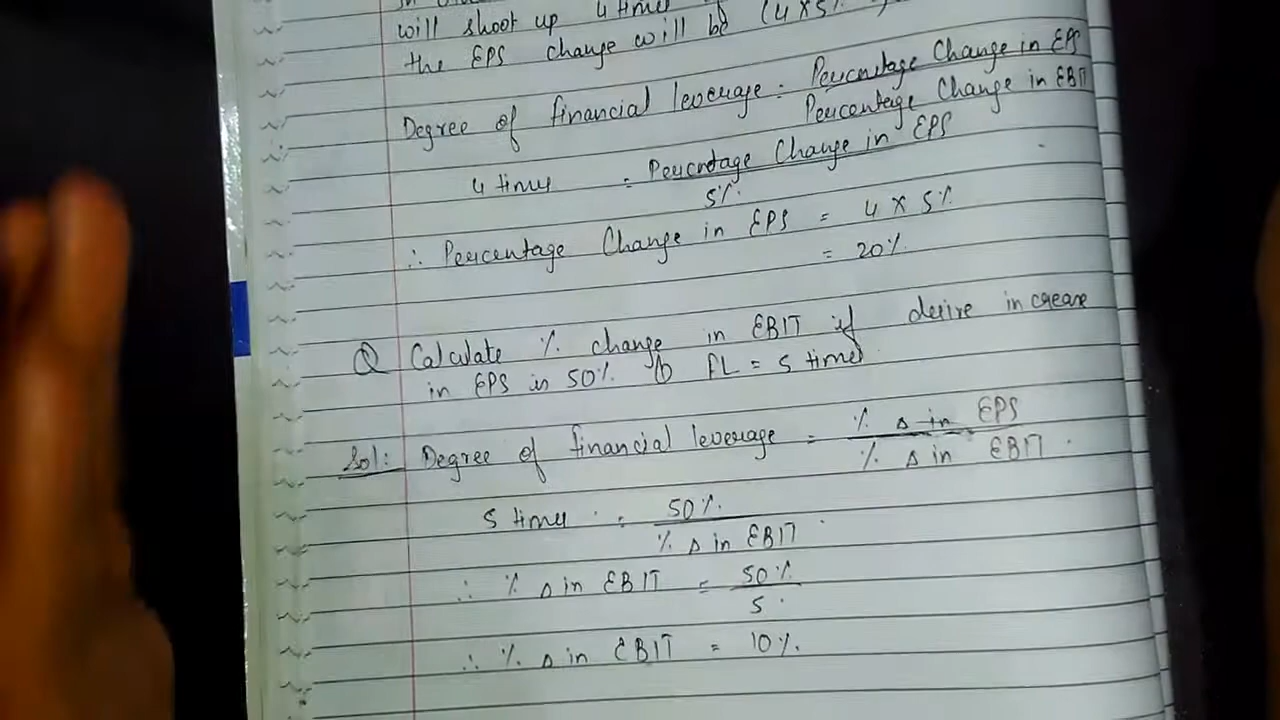 will shoot up 4 times
the EPS change will be (4 x 5%
Degree of financial leverage = Percentage Change in EPS
Percentage Change in EBIT
4 times = Percentage Change in EPS
5%
∴ Percentage Change in EPS = 4 x 5%
= 20%
Q Calculate % change in EBIT if desire increase
in EPS is 50% & FL = 5 times
Sol: Degree of financial leverage = % Δ in EPS
% Δ in EBIT
5 times = 50%
% Δ in EBIT
∴ % Δ in EBIT = 50%
5
∴ % Δ in EBIT = 10%